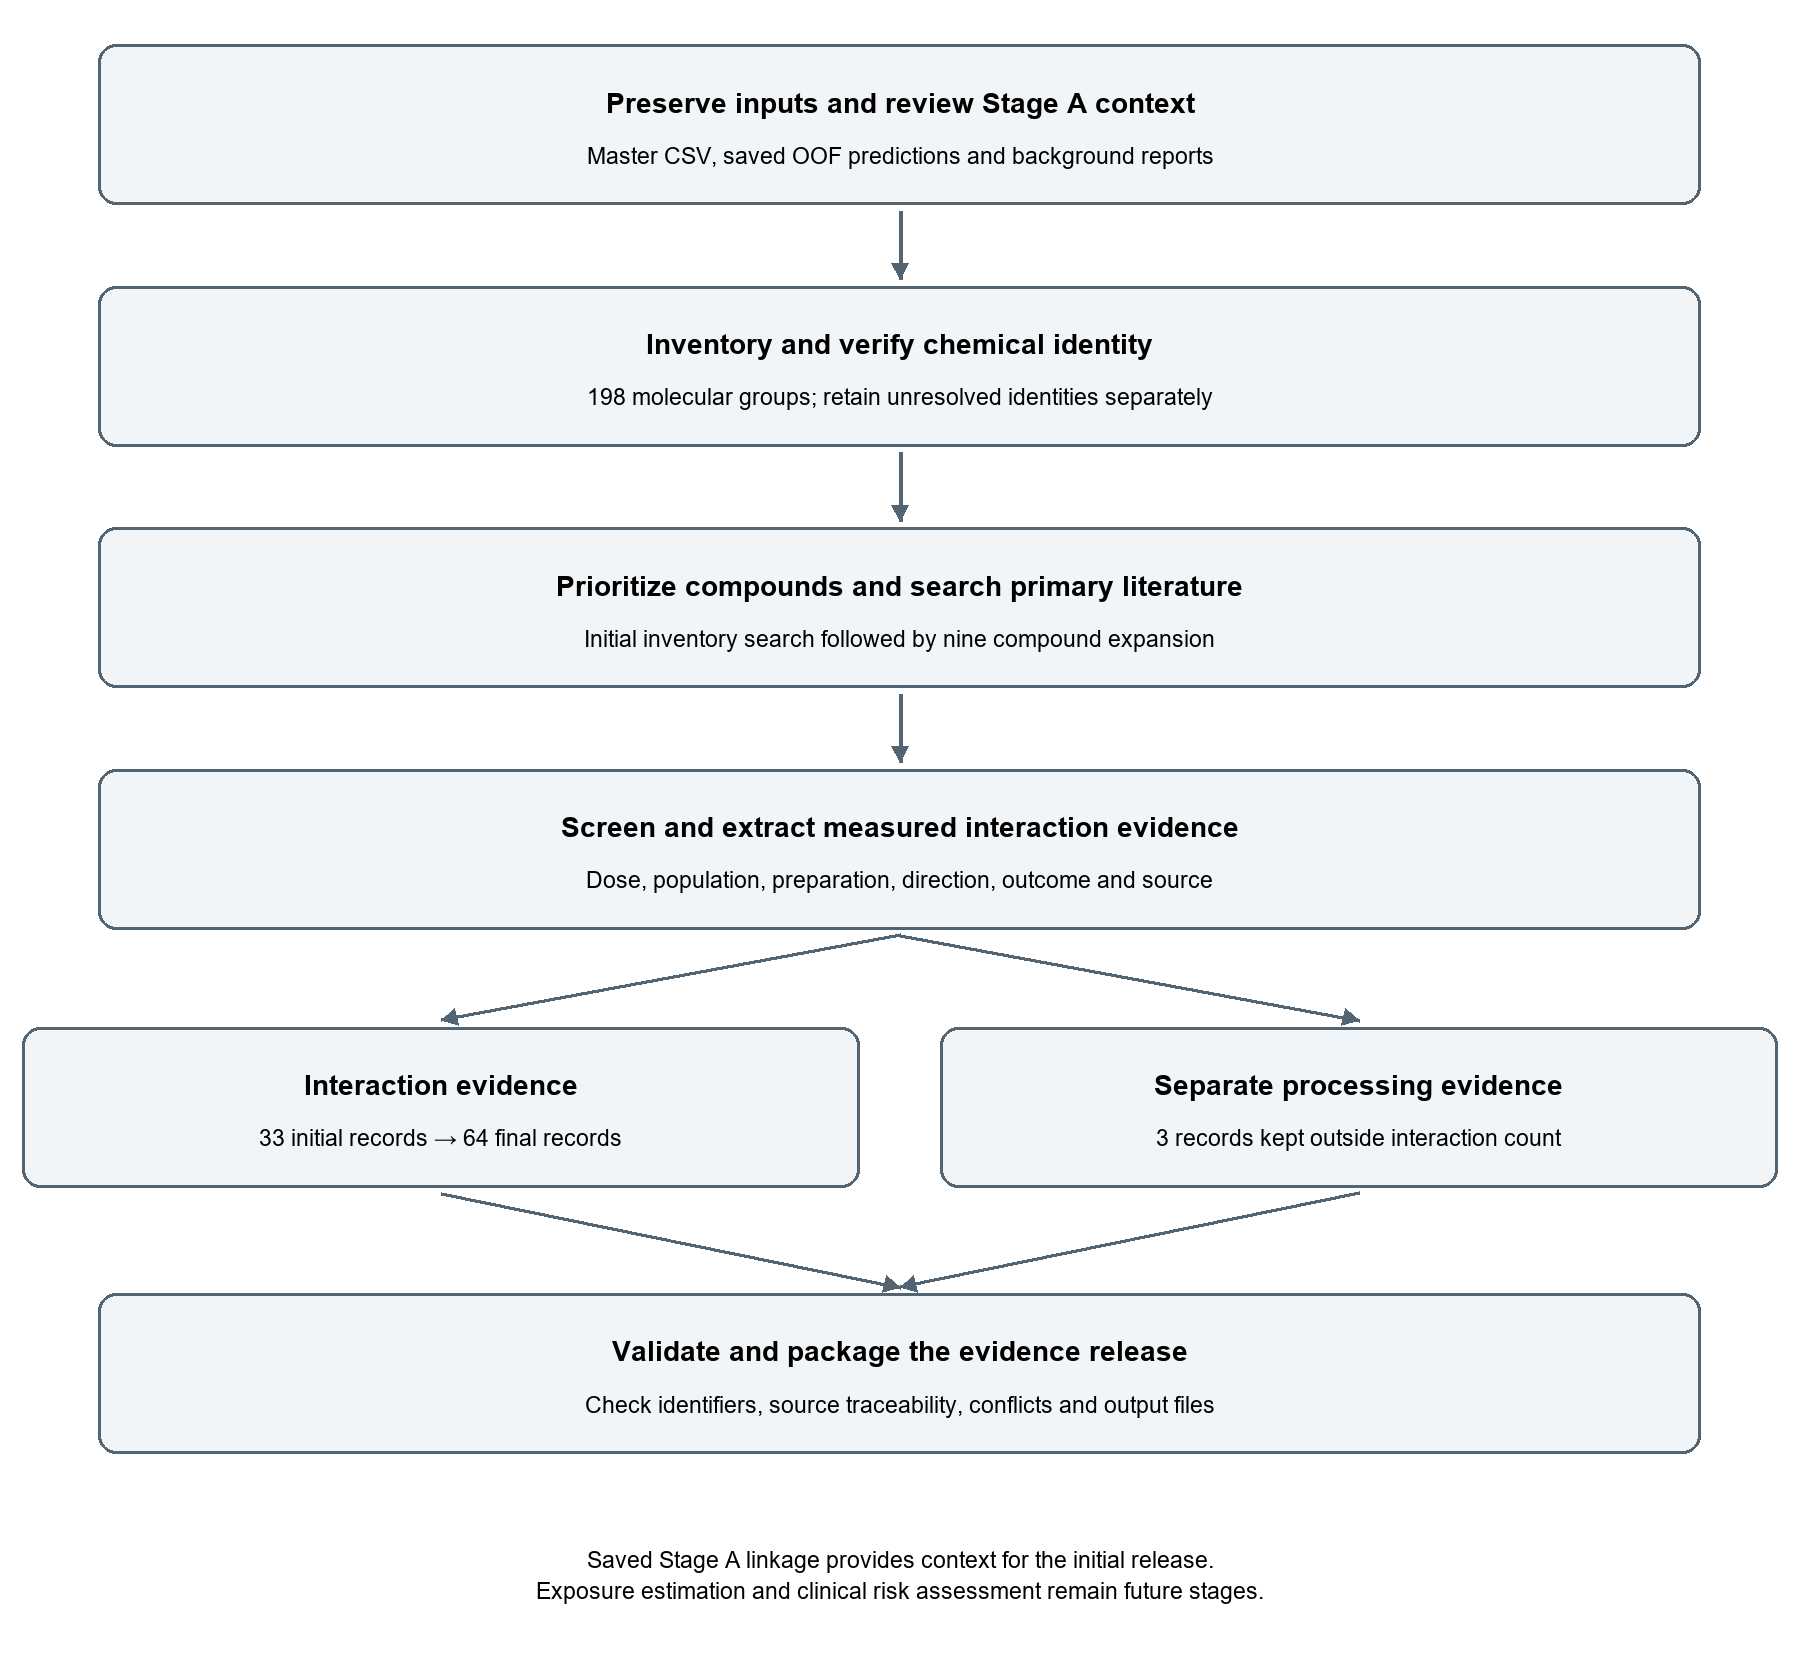 Preserve inputs and review Stage A context
Master CSV, saved OOF predictions and background reports
Inventory and verify chemical identity
198 molecular groups; retain unresolved identities separately
Prioritize compounds and search primary literature
Initial inventory search followed by nine compound expansion
Screen and extract measured interaction evidence
Dose, population, preparation, direction, outcome and source
Interaction evidence
33 initial records → 64 final records
Separate processing evidence
3 records kept outside interaction count
Validate and package the evidence release
Check identifiers, source traceability, conflicts and output files
Saved Stage A linkage provides context for the initial release.
Exposure estimation and clinical risk assessment remain future stages.